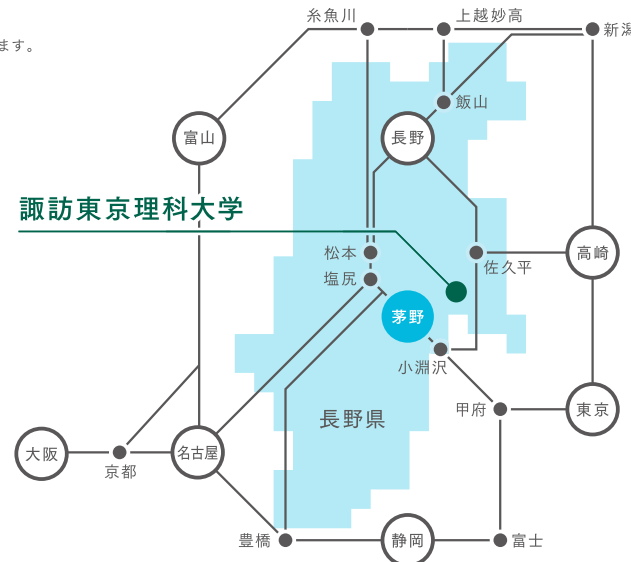 ます。
糸魚川
上越妙高
新潟
飯山
富山
長野
諏訪東京理科大学
松本
佐久平
高崎
塩尻
茅野
小淵沢
長野県
甲府
東京
大阪
京都
名古屋
豊橋
静岡
富士